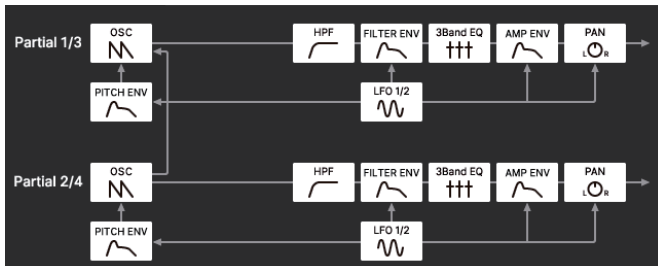 OSC
HPF
FILTER ENV
3Band EQ
AMP ENV
PAN
Partial 1/3
L R
PITCH ENV
LFO 1/2
OSC
HPF
FILTER ENV
3Band EQ
AMP ENV
PAN
Partial 2/4
L R
PITCH ENV
LFO 1/2